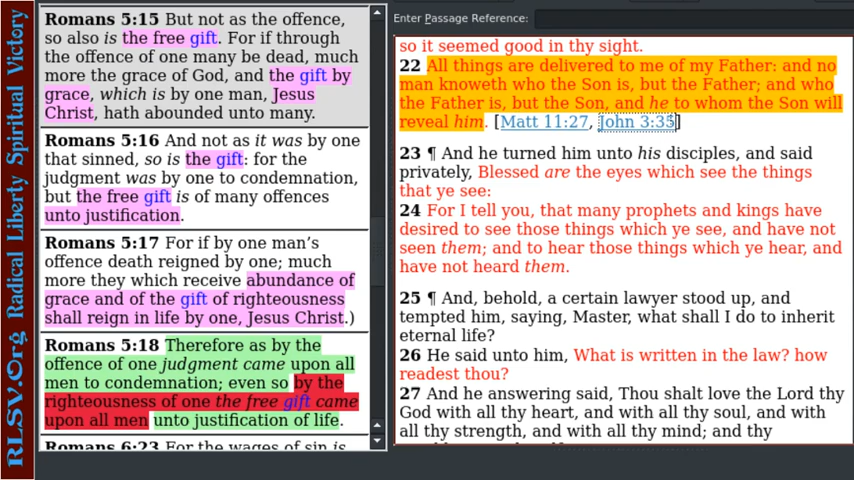 RLSV.Org Radical Liberty Spiritual Victory
Romans 5:15 But not as the offence,
so also is the free gift. For if through
the offence of one many be dead, much
more the grace of God, and the gift by
grace, which is by one man, Jesus
Christ, hath abounded unto many.
Romans 5:16 And not as it was by one
that sinned, so is the gift: for the
judgment was by one to condemnation,
but the free gift is of many offences
unto justification.
Romans 5:17 For if by one man’s
offence death reigned by one; much
more they which receive abundance of
grace and of the gift of righteousness
shall reign in life by one, Jesus Christ.)
Romans 5:18 Therefore as by the
offence of one judgment came upon all
men to condemnation; even so by the
righteousness of one the free gift came
upon all men unto justification of life.
Romans 6:23 For the wages of sin is
Enter Passage Reference:
so it seemed good in thy sight.
22 All things are delivered to me of my Father: and no
man knoweth who the Son is, but the Father; and who
the Father is, but the Son, and he to whom the Son will
reveal him. [Matt 11:27, John 3:35]
23 ¶ And he turned him unto his disciples, and said
privately, Blessed are the eyes which see the things
that ye see:
24 For I tell you, that many prophets and kings have
desired to see those things which ye see, and have not
seen them; and to hear those things which ye hear, and
have not heard them.
25 ¶ And, behold, a certain lawyer stood up, and
tempted him, saying, Master, what shall I do to inherit
eternal life?
26 He said unto him, What is written in the law? how
readest thou?
27 And he answering said, Thou shalt love the Lord thy
God with all thy heart, and with all thy soul, and with
all thy strength, and with all thy mind; and thy